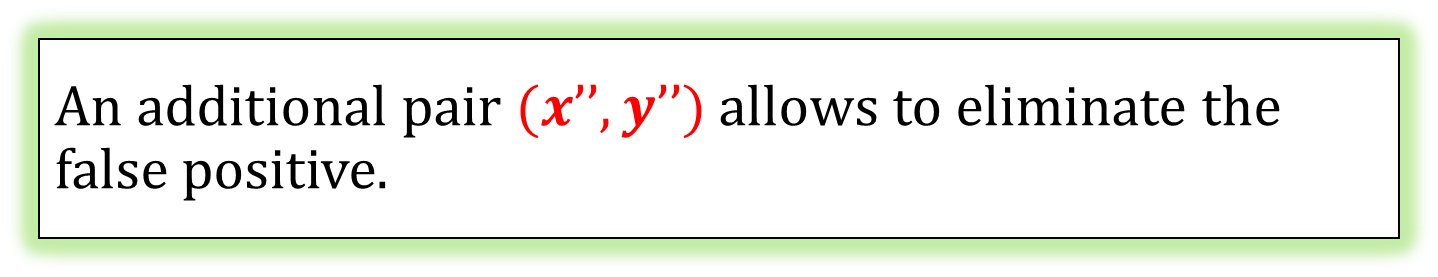 An additional pair (x’’, y’’) allows to eliminate the
false positive.